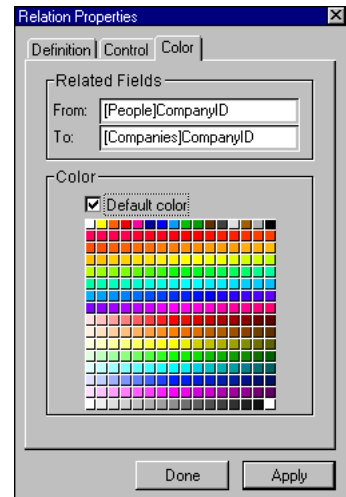 Relation Properties
Definition Control Color
Related Fields
From: [People]CompanyID
To: [Companies]CompanyID
Color
Default color
Done Apply